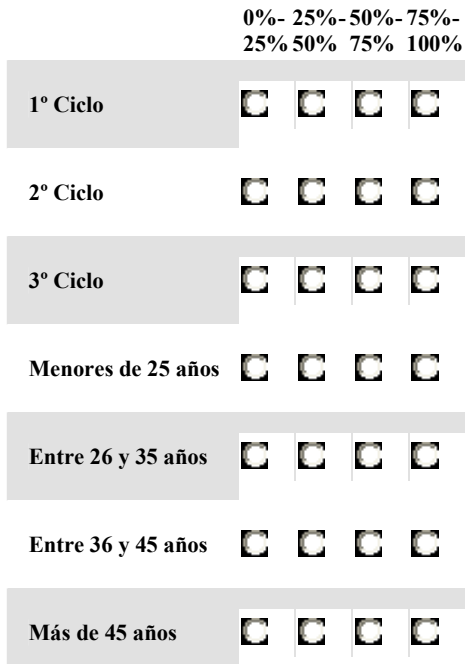 0%- 25%- 50%- 75%-
25% 50% 75% 100%
1º Ciclo
2º Ciclo
3º Ciclo
Menores de 25 años
Entre 26 y 35 años
Entre 36 y 45 años
Más de 45 años